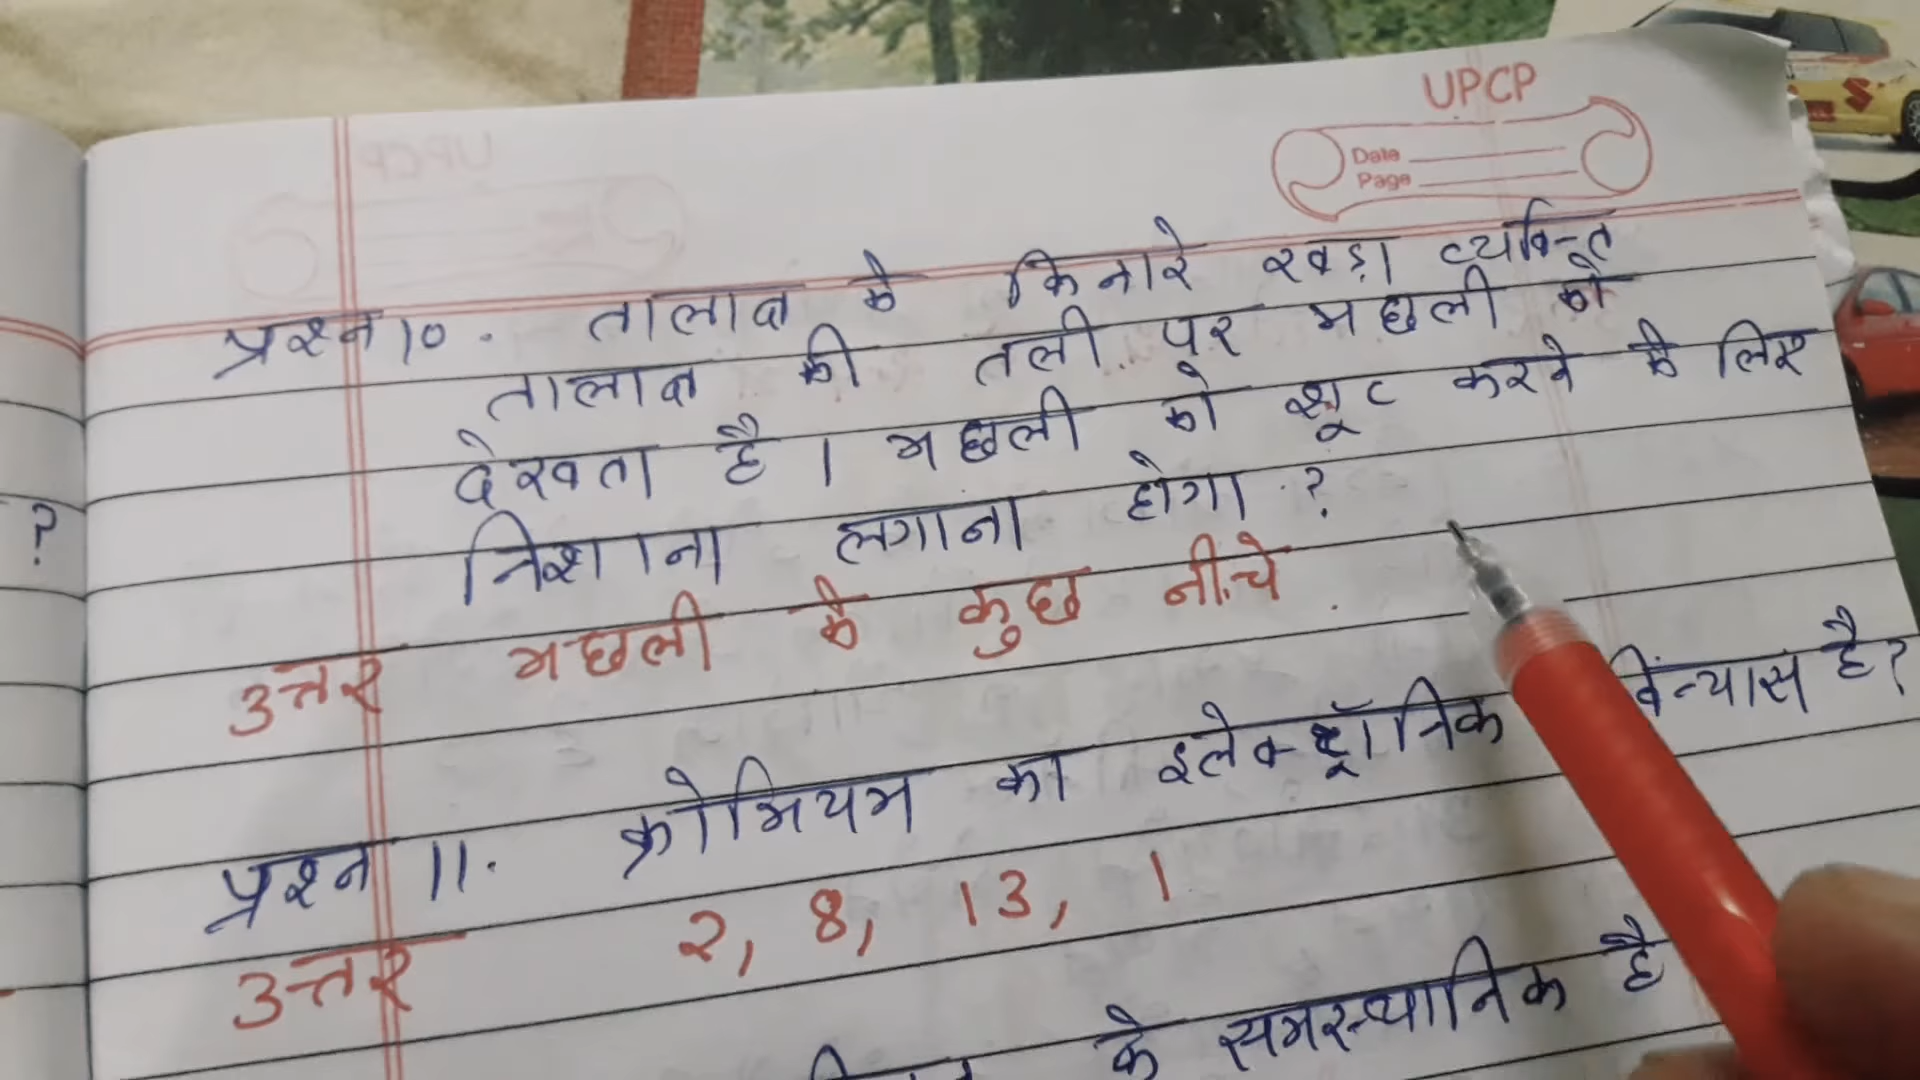 UPCP
Date
Page
प्रश्न 10. तालाब के किनारे खड़ा व्यक्ति
तालाब की तली पर मछली को
देखता है। मछली को शूट करने के लिए
निशाना लगाना होगा ?
उत्तर मछली के कुछ नीचे
प्रश्न 11. क्रोमियम का इलेक्ट्रॉनिक विन्यास है?
उत्तर 2, 8, 13, 1
के समस्थानिक है
?